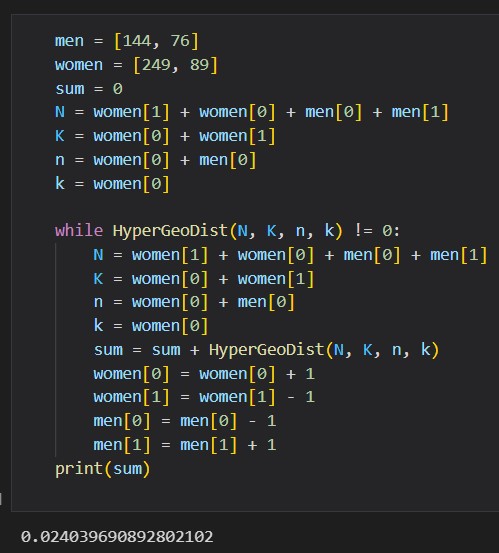 men = [144, 76]
women = [249, 89]
sum = 0
N = women[1] + women[0] + men[0] + men[1]
K = women[0] + women[1]
n = women[0] + men[0]
k = women[0]
while HyperGeoDist(N, K, n, k) != 0:
    N = women[1] + women[0] + men[0] + men[1]
    K = women[0] + women[1]
    n = women[0] + men[0]
    k = women[0]
    sum = sum + HyperGeoDist(N, K, n, k)
    women[0] = women[0] + 1
    women[1] = women[1] - 1
    men[0] = men[0] - 1
    men[1] = men[1] + 1
print(sum)
0.024039690892802102